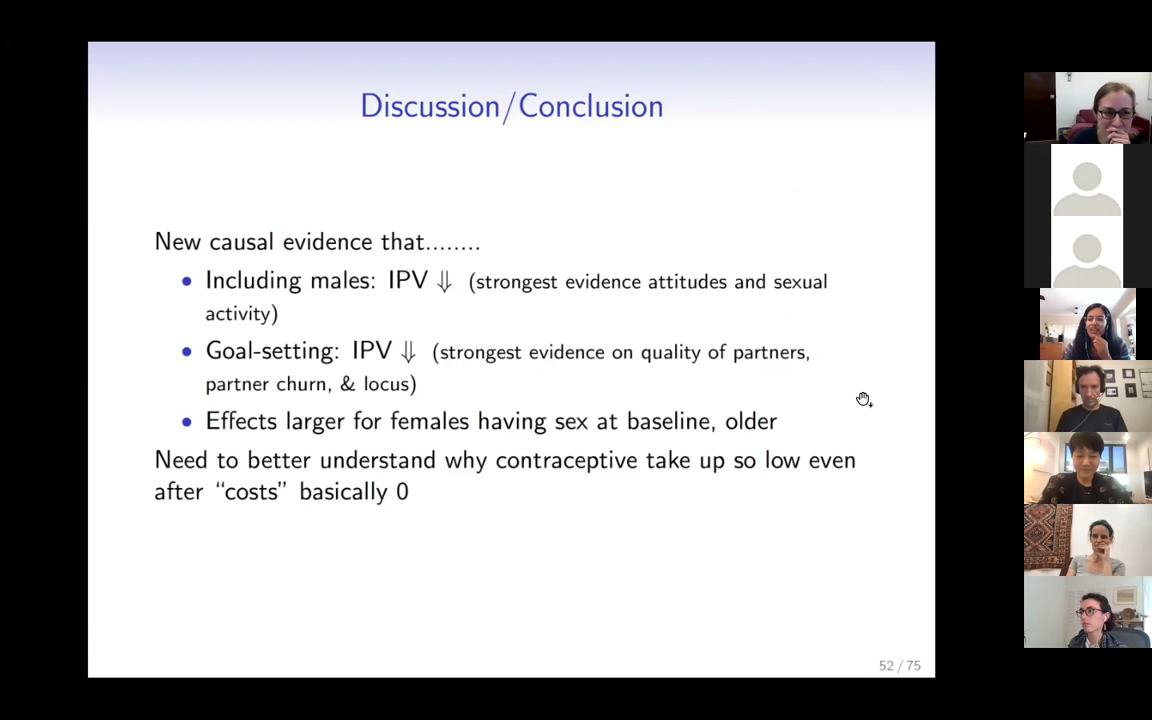 Discussion/Conclusion
New causal evidence that........
• Including males: IPV ⇓ (strongest evidence attitudes and sexual
activity)
• Goal-setting: IPV ⇓ (strongest evidence on quality of partners,
partner churn, & locus)
• Effects larger for females having sex at baseline, older
Need to better understand why contraceptive take up so low even
after “costs” basically 0
52 / 75